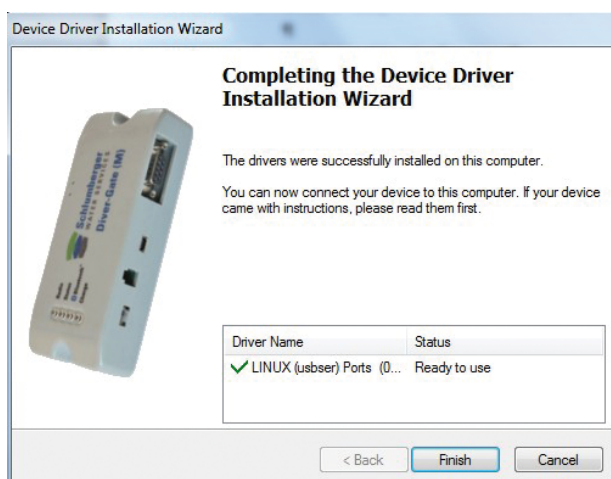 Device Driver Installation Wizard
Completing the Device Driver
Installation Wizard
Schlumberger
WATER SERVICES
Diver-Gate (M)
The drivers were successfully installed on this computer.
You can now connect your device to this computer. If your device
came with instructions, please read them first.
Driver Name Status
LINUX (usbser) Ports (0... Ready to use
< Back Finish Cancel